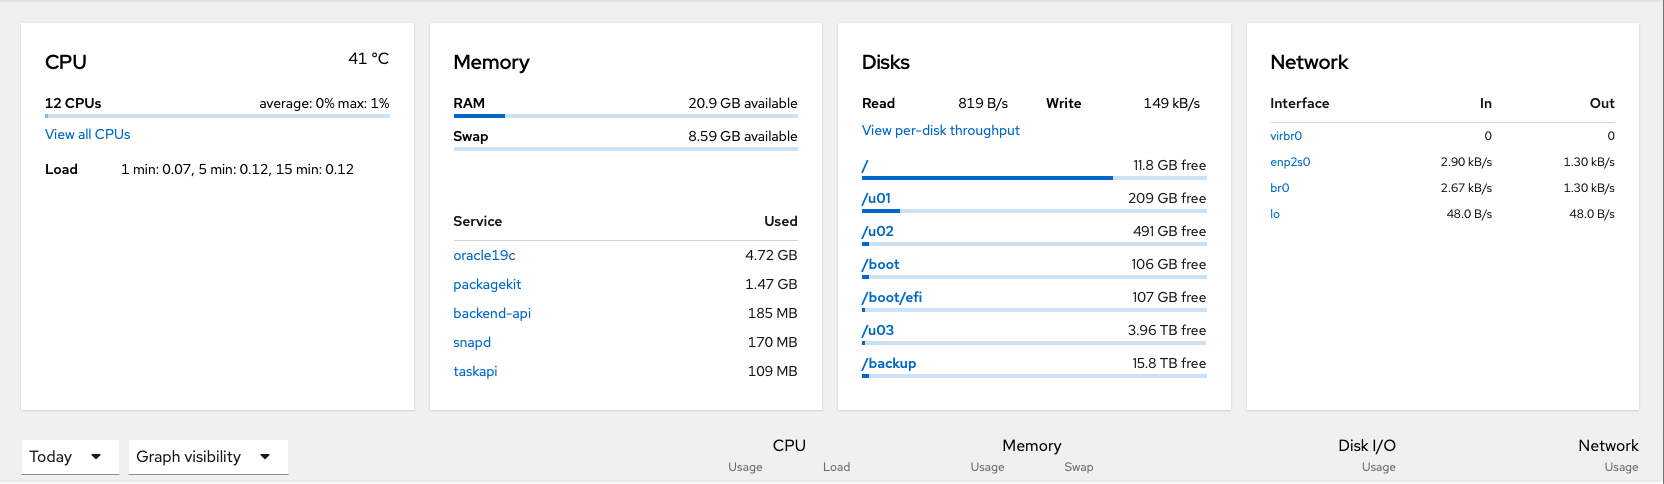 CPU
41 °C
12 CPUs average: 0% max: 1%
View all CPUs
Load 1 min: 0.07, 5 min: 0.12, 15 min: 0.12
Memory
RAM 20.9 GB available
Swap 8.59 GB available
Service Used
oracle19c 4.72 GB
packagekit 1.47 GB
backend-api 185 MB
snapd 170 MB
taskapi 109 MB
Disks
Read 819 B/s Write 149 kB/s
View per-disk throughput
/ 11.8 GB free
/u01 209 GB free
/u02 491 GB free
/boot 106 GB free
/boot/efi 107 GB free
/u03 3.96 TB free
/backup 15.8 TB free
Network
Interface In Out
virbr0 0 0
enp2s0 2.90 kB/s 1.30 kB/s
br0 2.67 kB/s 1.30 kB/s
lo 48.0 B/s 48.0 B/s
Today Graph visibility
CPU Memory Disk I/O Network
Usage Load Usage Swap Usage Usage